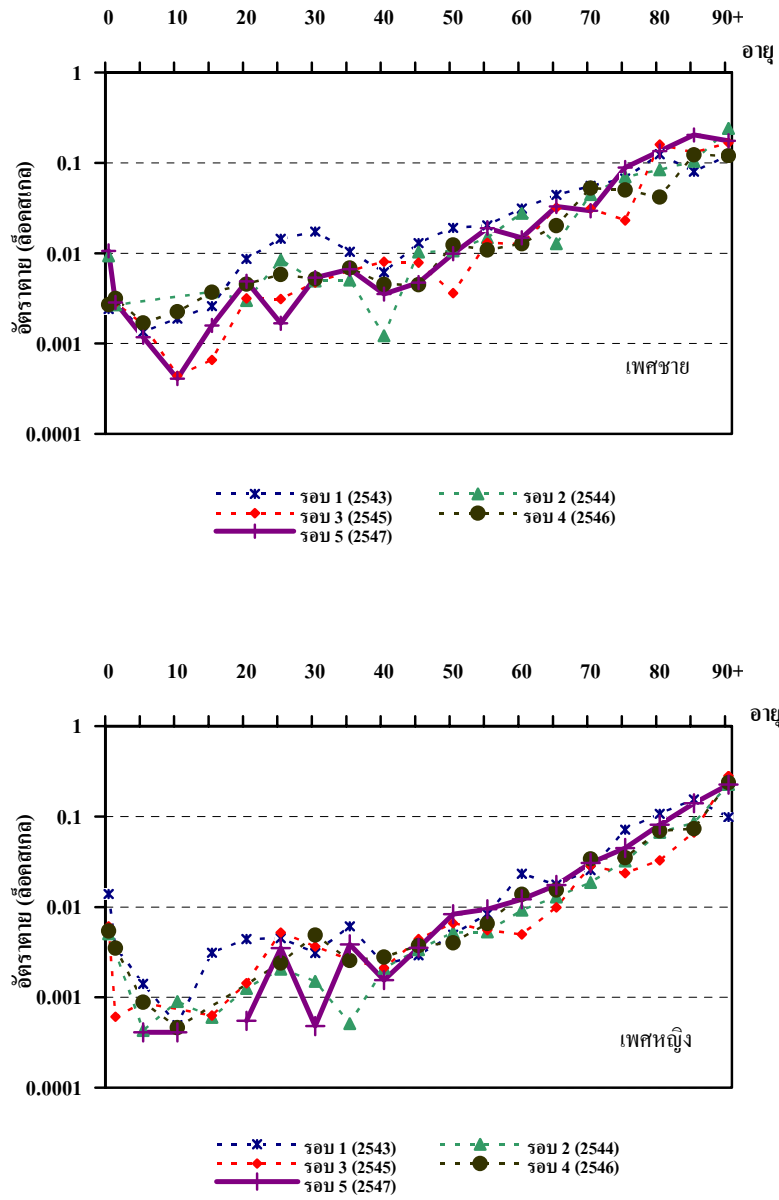 0 10 20 30 40 50 60 70 80 90+
อายุ
1
0.1
0.01
0.001
0.0001
อัตราตาย (ล็อคสเกล)
เพศชาย
รอบ 1 (2543) รอบ 2 (2544)
รอบ 3 (2545) รอบ 4 (2546)
รอบ 5 (2547)
0 10 20 30 40 50 60 70 80 90+
อายุ
1
0.1
0.01
0.001
0.0001
อัตราตาย (ล็อคสเกล)
เพศหญิง
รอบ 1 (2543) รอบ 2 (2544)
รอบ 3 (2545) รอบ 4 (2546)
รอบ 5 (2547)